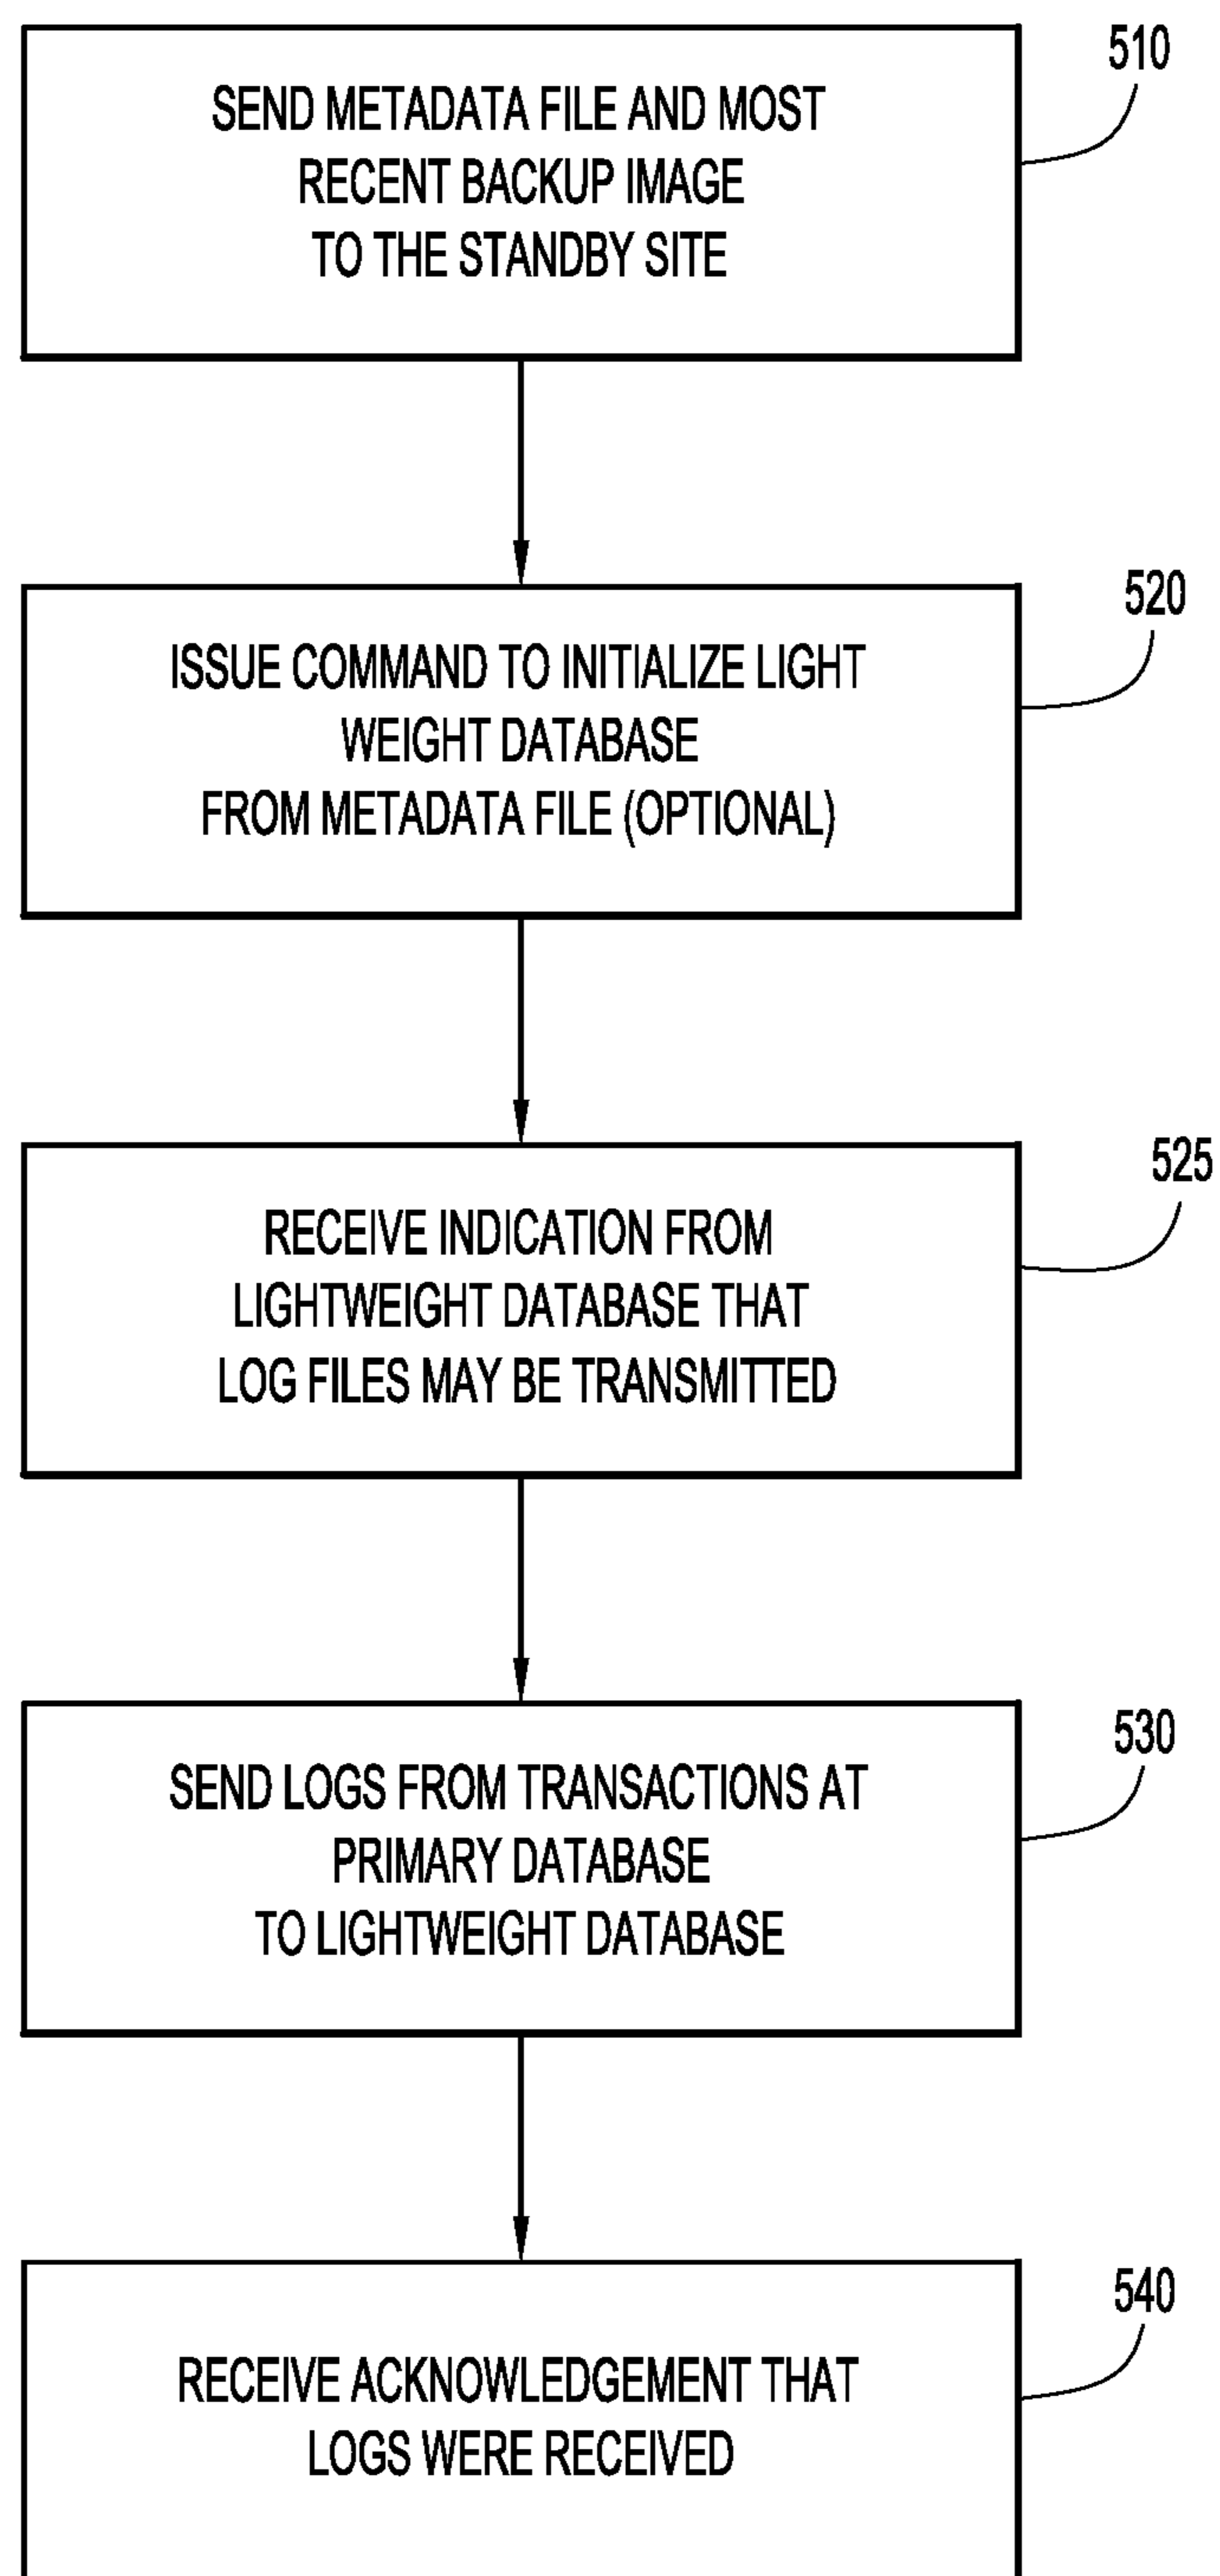 510
SEND METADATA FILE AND MOST
RECENT BACKUP IMAGE
TO THE STANDBY SITE
520
ISSUE COMMAND TO INITIALIZE LIGHT
WEIGHT DATABASE
FROM METADATA FILE (OPTIONAL)
525
RECEIVE INDICATION FROM
LIGHTWEIGHT DATABASE THAT
LOG FILES MAY BE TRANSMITTED
530
SEND LOGS FROM TRANSACTIONS AT
PRIMARY DATABASE
TO LIGHTWEIGHT DATABASE
540
RECEIVE ACKNOWLEDGEMENT THAT
LOGS WERE RECEIVED